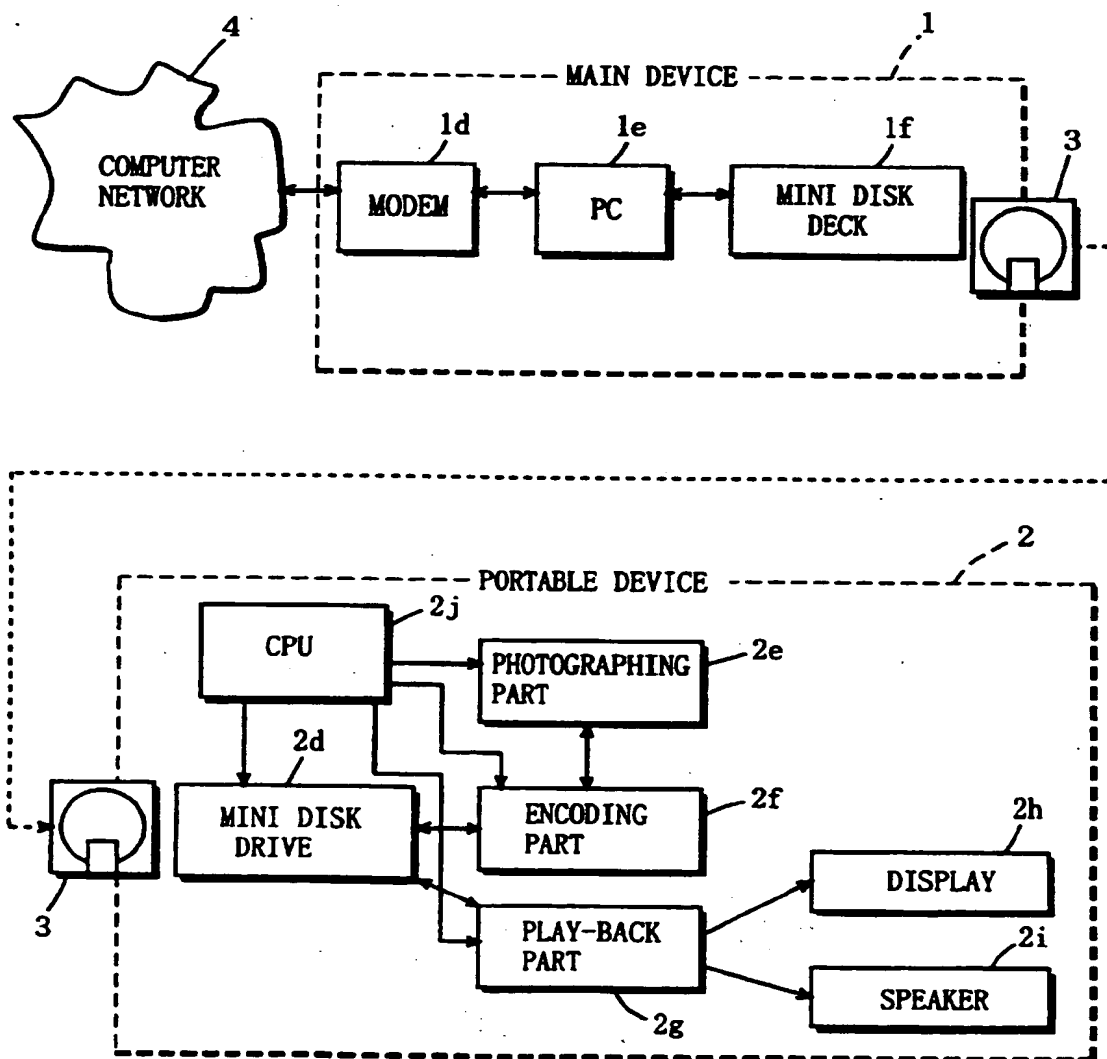 4
1
MAIN DEVICE
1d
1e
1f
3
COMPUTER
NETWORK
MODEM
PC
MINI DISK
DECK
2
PORTABLE DEVICE
2j
CPU
2e
PHOTOGRAPHING
PART
2d
MINI DISK
DRIVE
2f
ENCODING
PART
2h
DISPLAY
3
PLAY-BACK
PART
2i
SPEAKER
2g